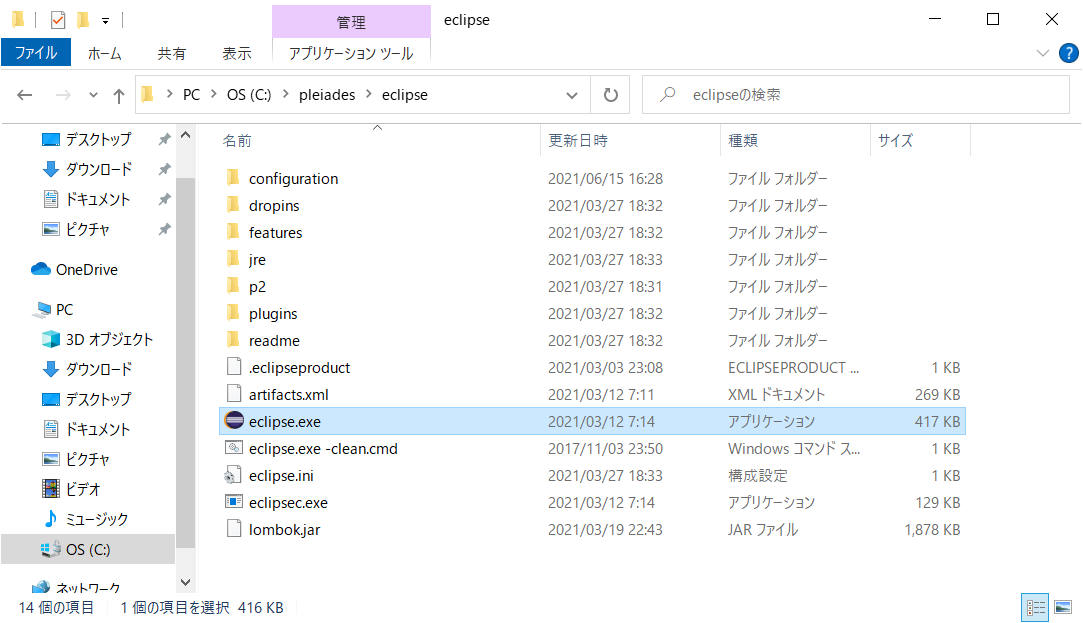 管理
eclipse
ファイル
ホーム
共有
表示
アプリケーション ツール
PC
OS (C:)
pleiades
eclipse
eclipseの検索
デスクトップ
ダウンロード
ドキュメント
ピクチャ
OneDrive
PC
3D オブジェクト
ダウンロード
デスクトップ
ドキュメント
ピクチャ
ビデオ
ミュージック
OS (C:)
ネットワーク
名前 更新日時 種類 サイズ
configuration 2021/06/15 16:28 ファイル フォルダー
dropins 2021/03/27 18:32 ファイル フォルダー
features 2021/03/27 18:32 ファイル フォルダー
jre 2021/03/27 18:33 ファイル フォルダー
p2 2021/03/27 18:31 ファイル フォルダー
plugins 2021/03/27 18:32 ファイル フォルダー
readme 2021/03/27 18:32 ファイル フォルダー
.eclipseproduct 2021/03/03 23:08 ECLIPSEPRODUCT ... 1 KB
artifacts.xml 2021/03/12 7:11 XML ドキュメント 269 KB
eclipse.exe 2021/03/12 7:14 アプリケーション 417 KB
eclipse.exe -clean.cmd 2017/11/03 23:50 Windows コマンド ス... 1 KB
eclipse.ini 2021/03/27 18:33 構成設定 1 KB
eclipsec.exe 2021/03/12 7:14 アプリケーション 129 KB
lombok.jar 2021/03/19 22:43 JAR ファイル 1,878 KB
14 個の項目 1 個の項目を選択 416 KB